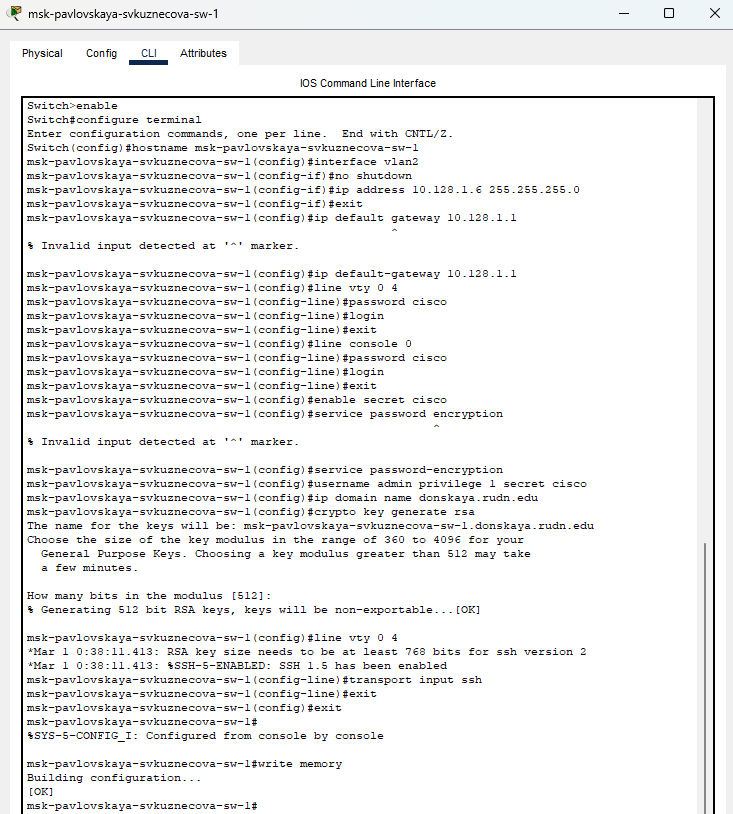 msk-pavlovskaya-svkuznecova-sw-1
Physical Config CLI Attributes
IOS Command Line Interface
Switch>enable
Switch#configure terminal
Enter configuration commands, one per line.  End with CNTL/Z.
Switch(config)#hostname msk-pavlovskaya-svkuznecova-sw-1
msk-pavlovskaya-svkuznecova-sw-1(config)#interface vlan2
msk-pavlovskaya-svkuznecova-sw-1(config-if)#no shutdown
msk-pavlovskaya-svkuznecova-sw-1(config-if)#ip address 10.128.1.6 255.255.255.0
msk-pavlovskaya-svkuznecova-sw-1(config-if)#exit
msk-pavlovskaya-svkuznecova-sw-1(config)#ip default gateway 10.128.1.1
^
% Invalid input detected at '^' marker.
msk-pavlovskaya-svkuznecova-sw-1(config)#ip default-gateway 10.128.1.1
msk-pavlovskaya-svkuznecova-sw-1(config)#line vty 0 4
msk-pavlovskaya-svkuznecova-sw-1(config-line)#password cisco
msk-pavlovskaya-svkuznecova-sw-1(config-line)#login
msk-pavlovskaya-svkuznecova-sw-1(config-line)#exit
msk-pavlovskaya-svkuznecova-sw-1(config)#line console 0
msk-pavlovskaya-svkuznecova-sw-1(config-line)#password cisco
msk-pavlovskaya-svkuznecova-sw-1(config-line)#login
msk-pavlovskaya-svkuznecova-sw-1(config-line)#exit
msk-pavlovskaya-svkuznecova-sw-1(config)#enable secret cisco
msk-pavlovskaya-svkuznecova-sw-1(config)#service password encryption
^
% Invalid input detected at '^' marker.
msk-pavlovskaya-svkuznecova-sw-1(config)#service password-encryption
msk-pavlovskaya-svkuznecova-sw-1(config)#username admin privilege 1 secret cisco
msk-pavlovskaya-svkuznecova-sw-1(config)#ip domain name donskaya.rudn.edu
msk-pavlovskaya-svkuznecova-sw-1(config)#crypto key generate rsa
The name for the keys will be: msk-pavlovskaya-svkuznecova-sw-1.donskaya.rudn.edu
Choose the size of the key modulus in the range of 360 to 4096 for your
General Purpose Keys. Choosing a key modulus greater than 512 may take
a few minutes.
How many bits in the modulus [512]:
% Generating 512 bit RSA keys, keys will be non-exportable...[OK]
msk-pavlovskaya-svkuznecova-sw-1(config)#line vty 0 4
*Mar 1 0:38:11.413: RSA key size needs to be at least 768 bits for ssh version 2
*Mar 1 0:38:11.413: %SSH-5-ENABLED: SSH 1.5 has been enabled
msk-pavlovskaya-svkuznecova-sw-1(config-line)#transport input ssh
msk-pavlovskaya-svkuznecova-sw-1(config-line)#exit
msk-pavlovskaya-svkuznecova-sw-1(config)#exit
msk-pavlovskaya-svkuznecova-sw-1#
%SYS-5-CONFIG_I: Configured from console by console
msk-pavlovskaya-svkuznecova-sw-1#write memory
Building configuration...
[OK]
msk-pavlovskaya-svkuznecova-sw-1#